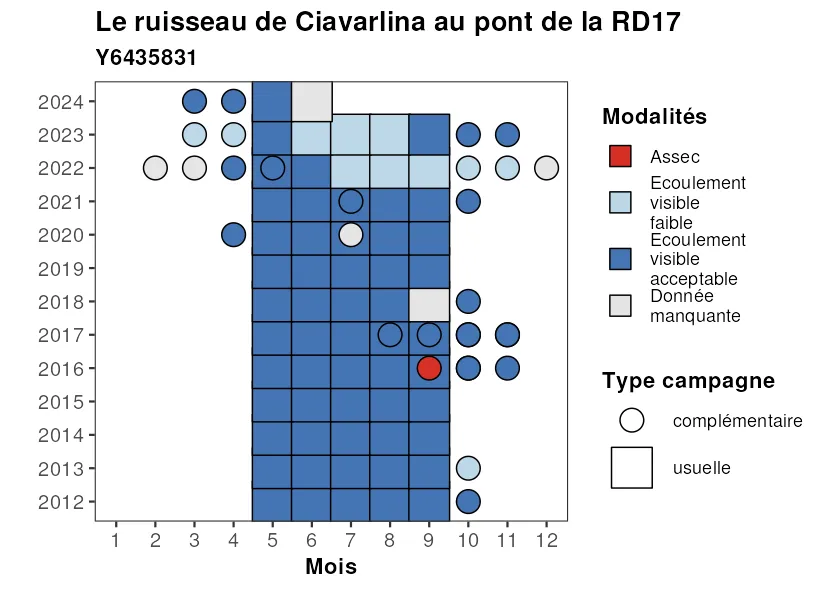 Le ruisseau de Ciavarlina au pont de la RD17
Y6435831
2024
2023
2022
2021
2020
2019
2018
2017
2016
2015
2014
2013
2012
1 2 3 4 5 6 7 8 9 10 11 12
Mois
Modalités
Assec
Ecoulement
visible
faible
Ecoulement
visible
acceptable
Donnée
manquante
Type campagne
complémentaire
usuelle